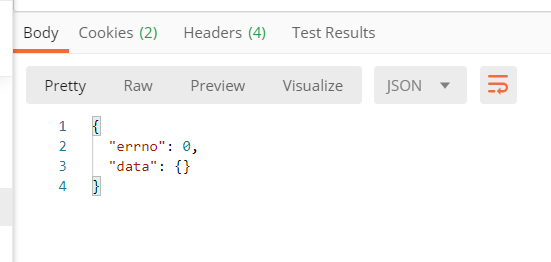 Body Cookies (2) Headers (4) Test Results
Pretty Raw Preview Visualize JSON
1 {
2 "errno": 0,
3 "data": {}
4 }